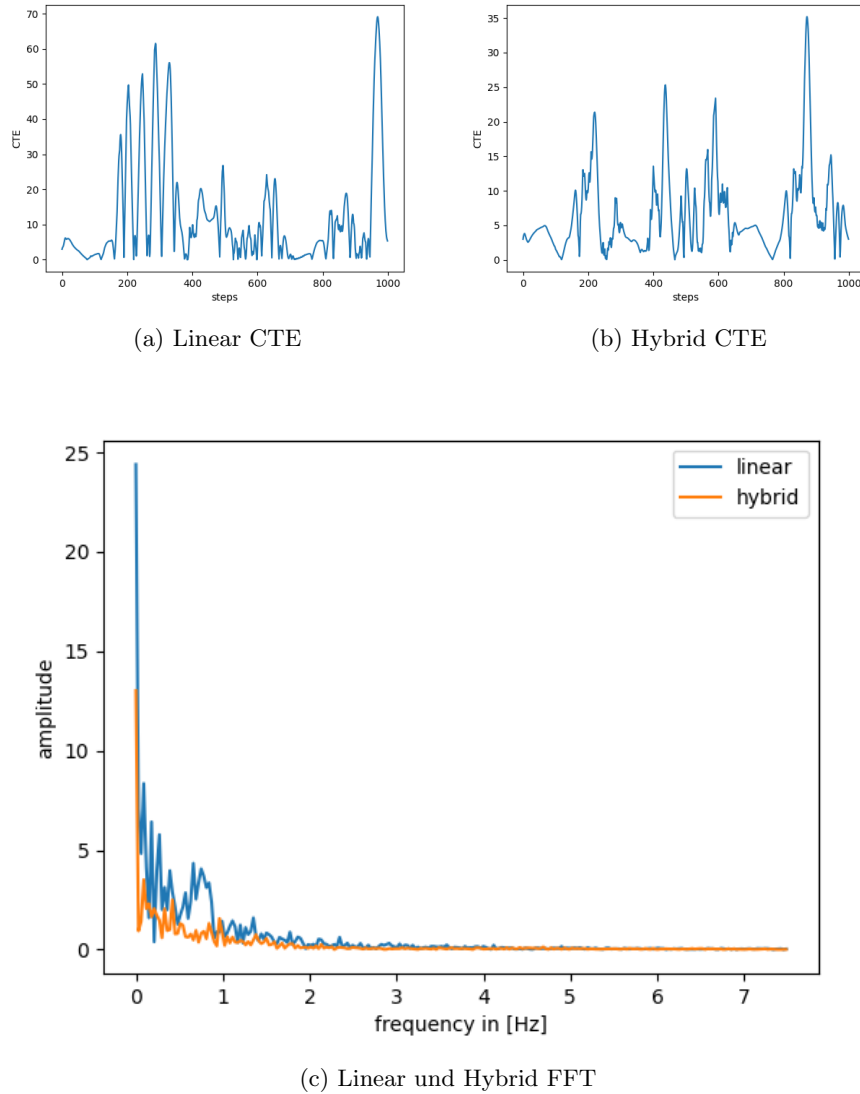 70
60
50
40
30
20
10
0
CTE
0 200 400 600 800 1000
steps
35
30
25
20
15
10
5
0
CTE
0 200 400 600 800 1000
steps
(a) Linear CTE
(b) Hybrid CTE
25
20
15
10
5
0
amplitude
linear
hybrid
0 1 2 3 4 5 6 7
frequency in [Hz]
(c) Linear und Hybrid FFT